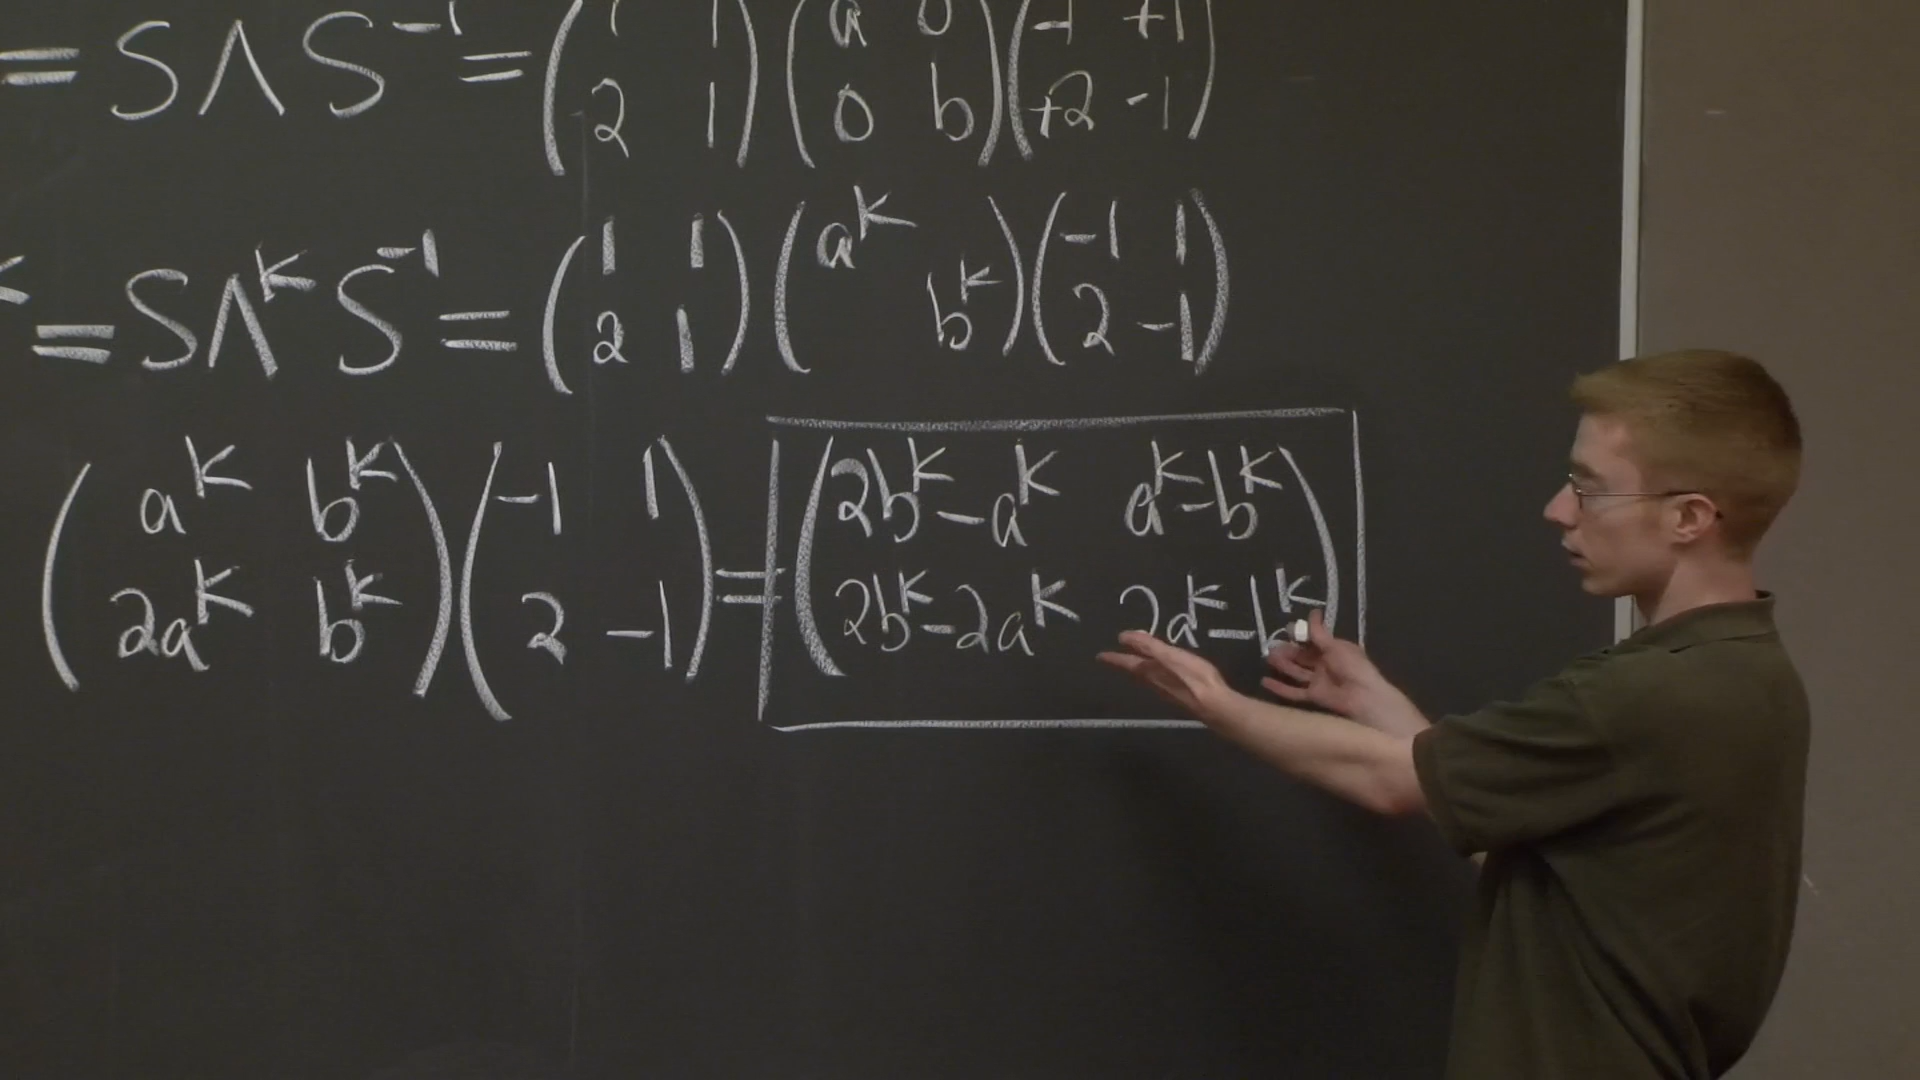 = S Λ S⁻¹ = (1 1; 2 1) (a 0; 0 b) (-1 +1; +2 -1)
ᵏ = S Λᵏ S⁻¹ = (1 1; 2 1) (aᵏ ; bᵏ) (-1 1; 2 -1)
(aᵏ bᵏ; 2aᵏ bᵏ) (-1 1; 2 -1) = (2bᵏ-aᵏ aᵏ-bᵏ; 2bᵏ-2aᵏ 2aᵏ-bᵏ)